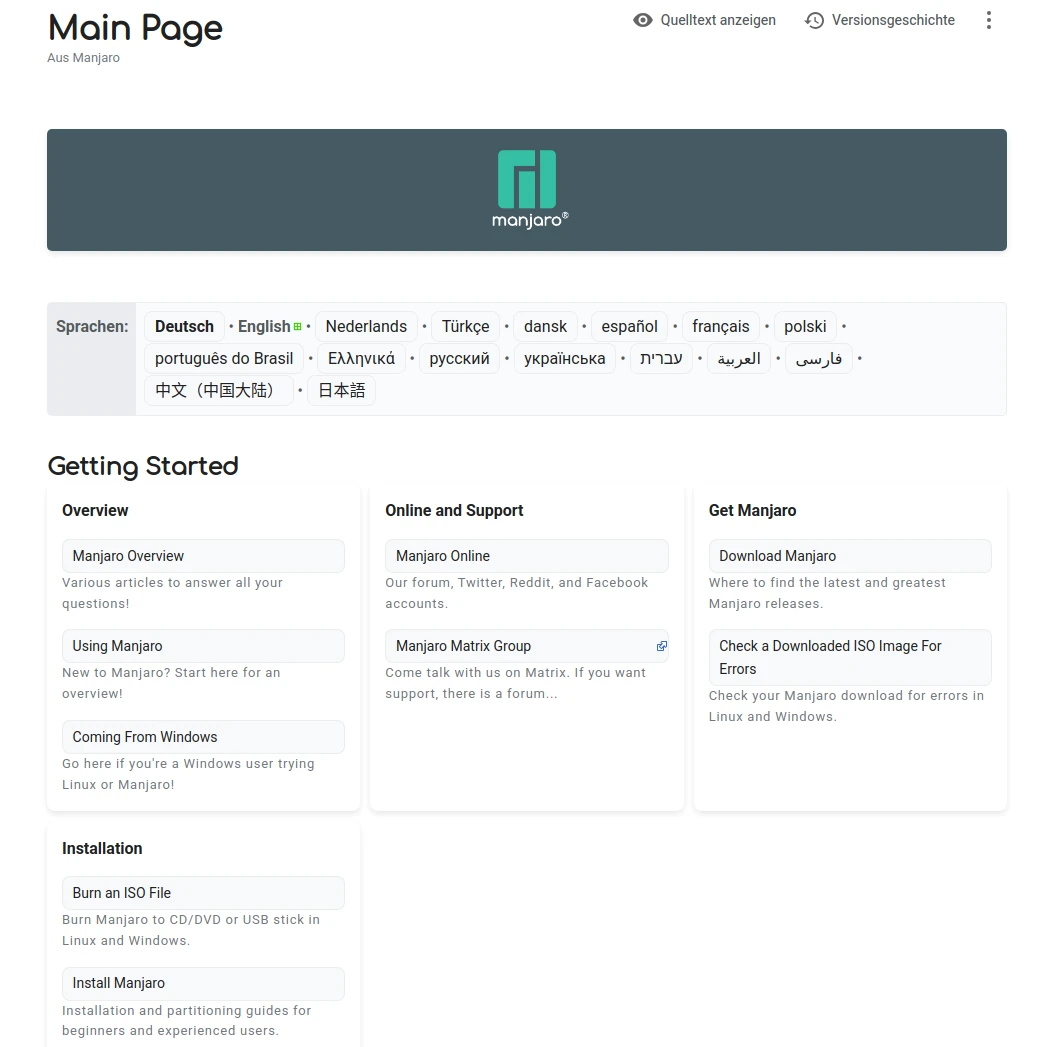 Main Page
Quelltext anzeigen Versionsgeschichte
Aus Manjaro
manjaro®
Sprachen: Deutsch • English • Nederlands • Türkçe • dansk • español • français • polski •
português do Brasil • Ελληνικά • русский • українська • עברית • العربية • فارسی •
中文（中国大陆） • 日本語
Getting Started
Overview
Manjaro Overview
Various articles to answer all your
questions!
Using Manjaro
New to Manjaro? Start here for an
overview!
Coming From Windows
Go here if you're a Windows user trying
Linux or Manjaro!
Online and Support
Manjaro Online
Our forum, Twitter, Reddit, and Facebook
accounts.
Manjaro Matrix Group
Come talk with us on Matrix. If you want
support, there is a forum...
Get Manjaro
Download Manjaro
Where to find the latest and greatest
Manjaro releases.
Check a Downloaded ISO Image For
Errors
Check your Manjaro download for errors in
Linux and Windows.
Installation
Burn an ISO File
Burn Manjaro to CD/DVD or USB stick in
Linux and Windows.
Install Manjaro
Installation and partitioning guides for
beginners and experienced users.